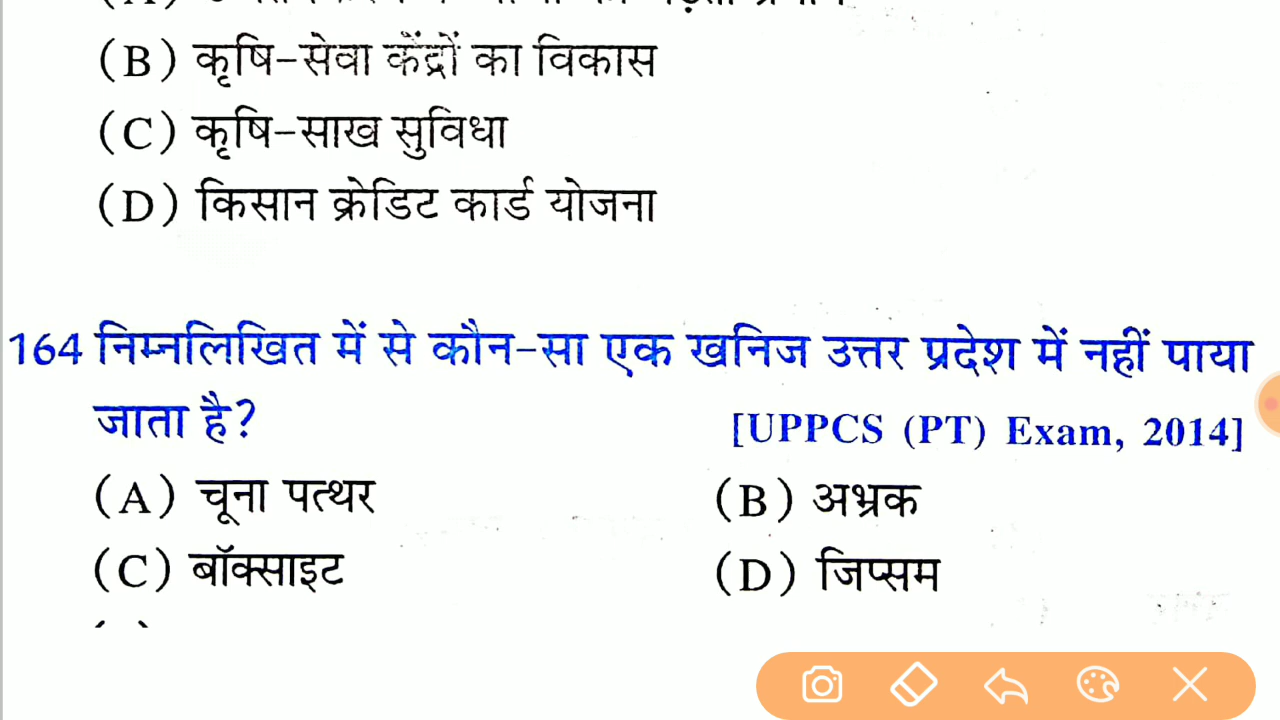 (B) कृषि-सेवा केंद्रों का विकास
(C) कृषि-साख सुविधा
(D) किसान क्रेडिट कार्ड योजना
164 निम्नलिखित में से कौन-सा एक खनिज उत्तर प्रदेश में नहीं पाया
जाता है? [UPPCS (PT) Exam, 2014]
(A) चूना पत्थर (B) अभ्रक
(C) बॉक्साइट (D) जिप्सम